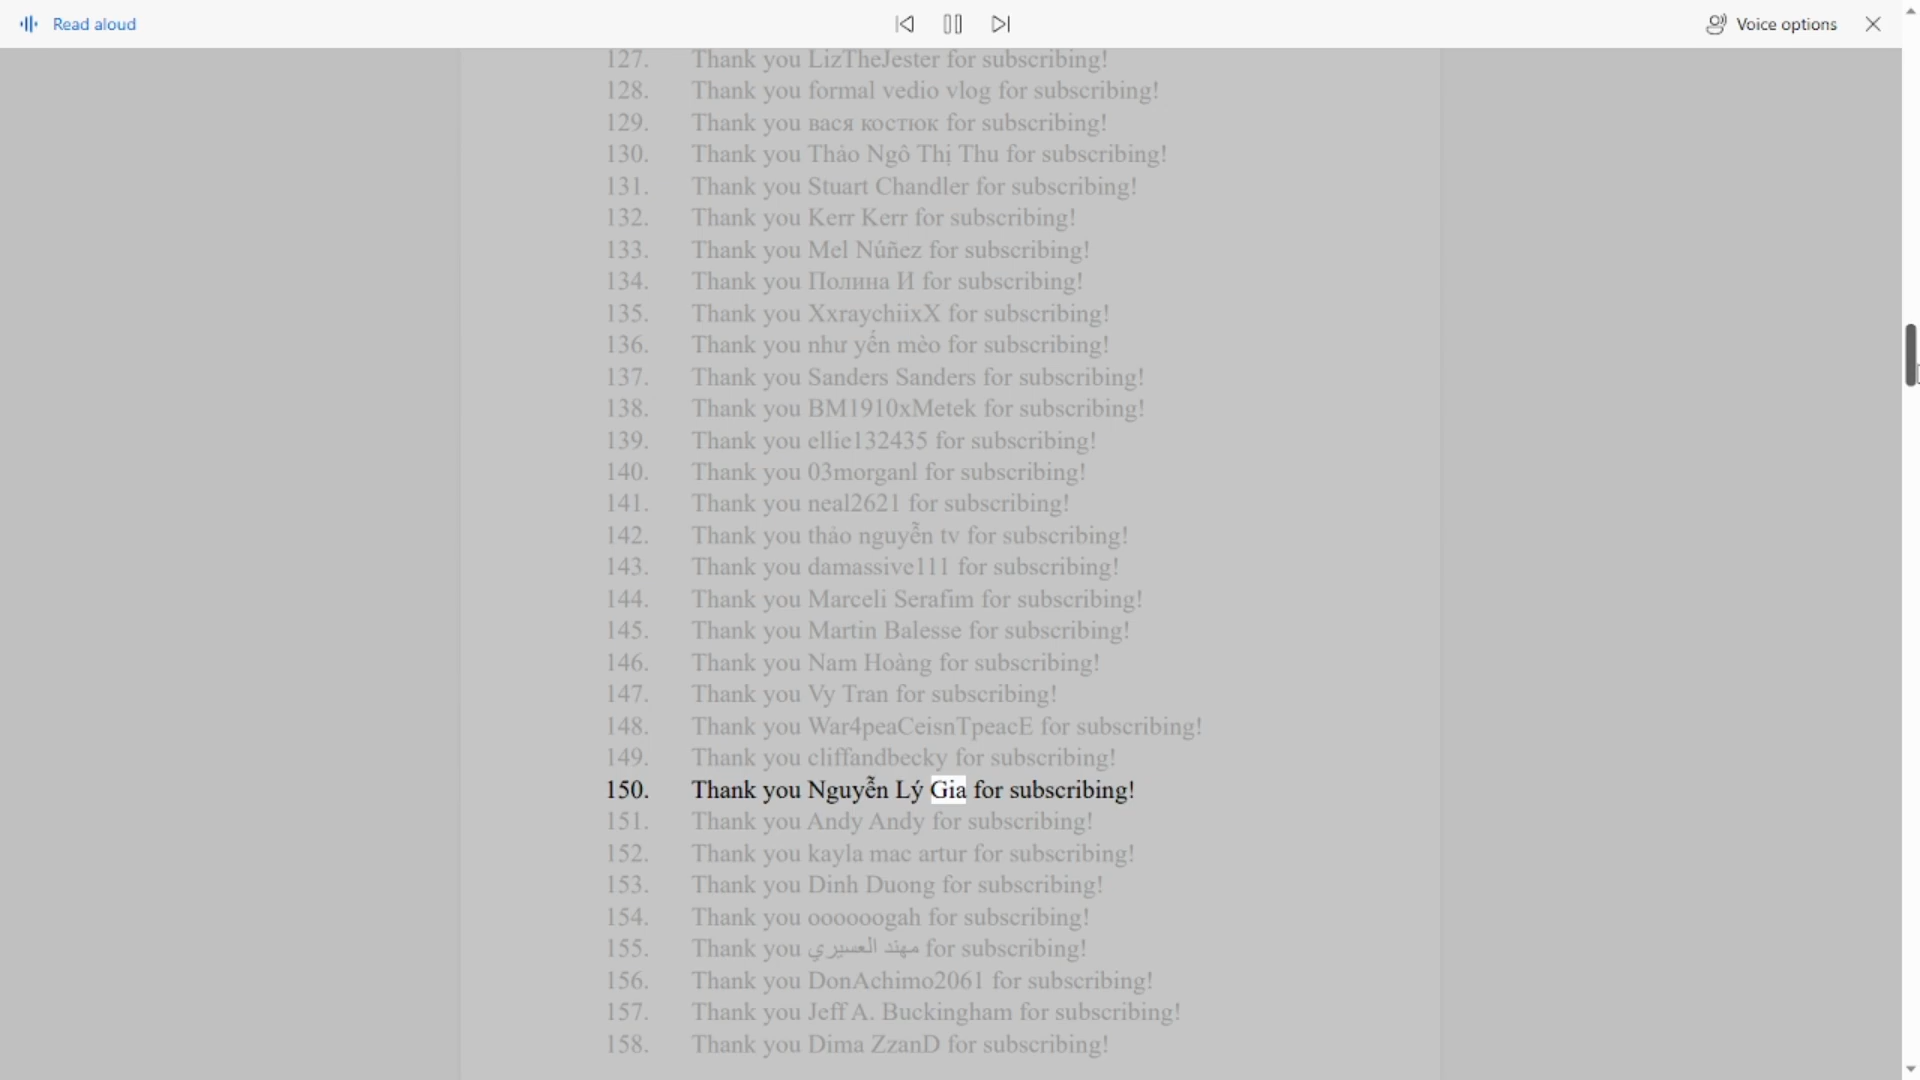 Read aloud
Voice options
127. Thank you LizTheJester for subscribing!
128. Thank you formal vedio vlog for subscribing!
129. Thank you вася костюк for subscribing!
130. Thank you Thảo Ngô Thị Thu for subscribing!
131. Thank you Stuart Chandler for subscribing!
132. Thank you Kerr Kerr for subscribing!
133. Thank you Mel Núñez for subscribing!
134. Thank you Полина И for subscribing!
135. Thank you XxraychiixX for subscribing!
136. Thank you như yến mèo for subscribing!
137. Thank you Sanders Sanders for subscribing!
138. Thank you BM1910xMetek for subscribing!
139. Thank you ellie132435 for subscribing!
140. Thank you 03morganl for subscribing!
141. Thank you neal2621 for subscribing!
142. Thank you thảo nguyễn tv for subscribing!
143. Thank you damassive111 for subscribing!
144. Thank you Marceli Serafim for subscribing!
145. Thank you Martin Balesse for subscribing!
146. Thank you Nam Hoàng for subscribing!
147. Thank you Vy Tran for subscribing!
148. Thank you War4peaCeisnTpeacE for subscribing!
149. Thank you cliffandbecky for subscribing!
150. Thank you Nguyễn Lý Gia for subscribing!
151. Thank you Andy Andy for subscribing!
152. Thank you kayla mac artur for subscribing!
153. Thank you Dinh Duong for subscribing!
154. Thank you oooooogah for subscribing!
155. Thank you مهند العسيري for subscribing!
156. Thank you DonAchimo2061 for subscribing!
157. Thank you Jeff A. Buckingham for subscribing!
158. Thank you Dima ZzanD for subscribing!